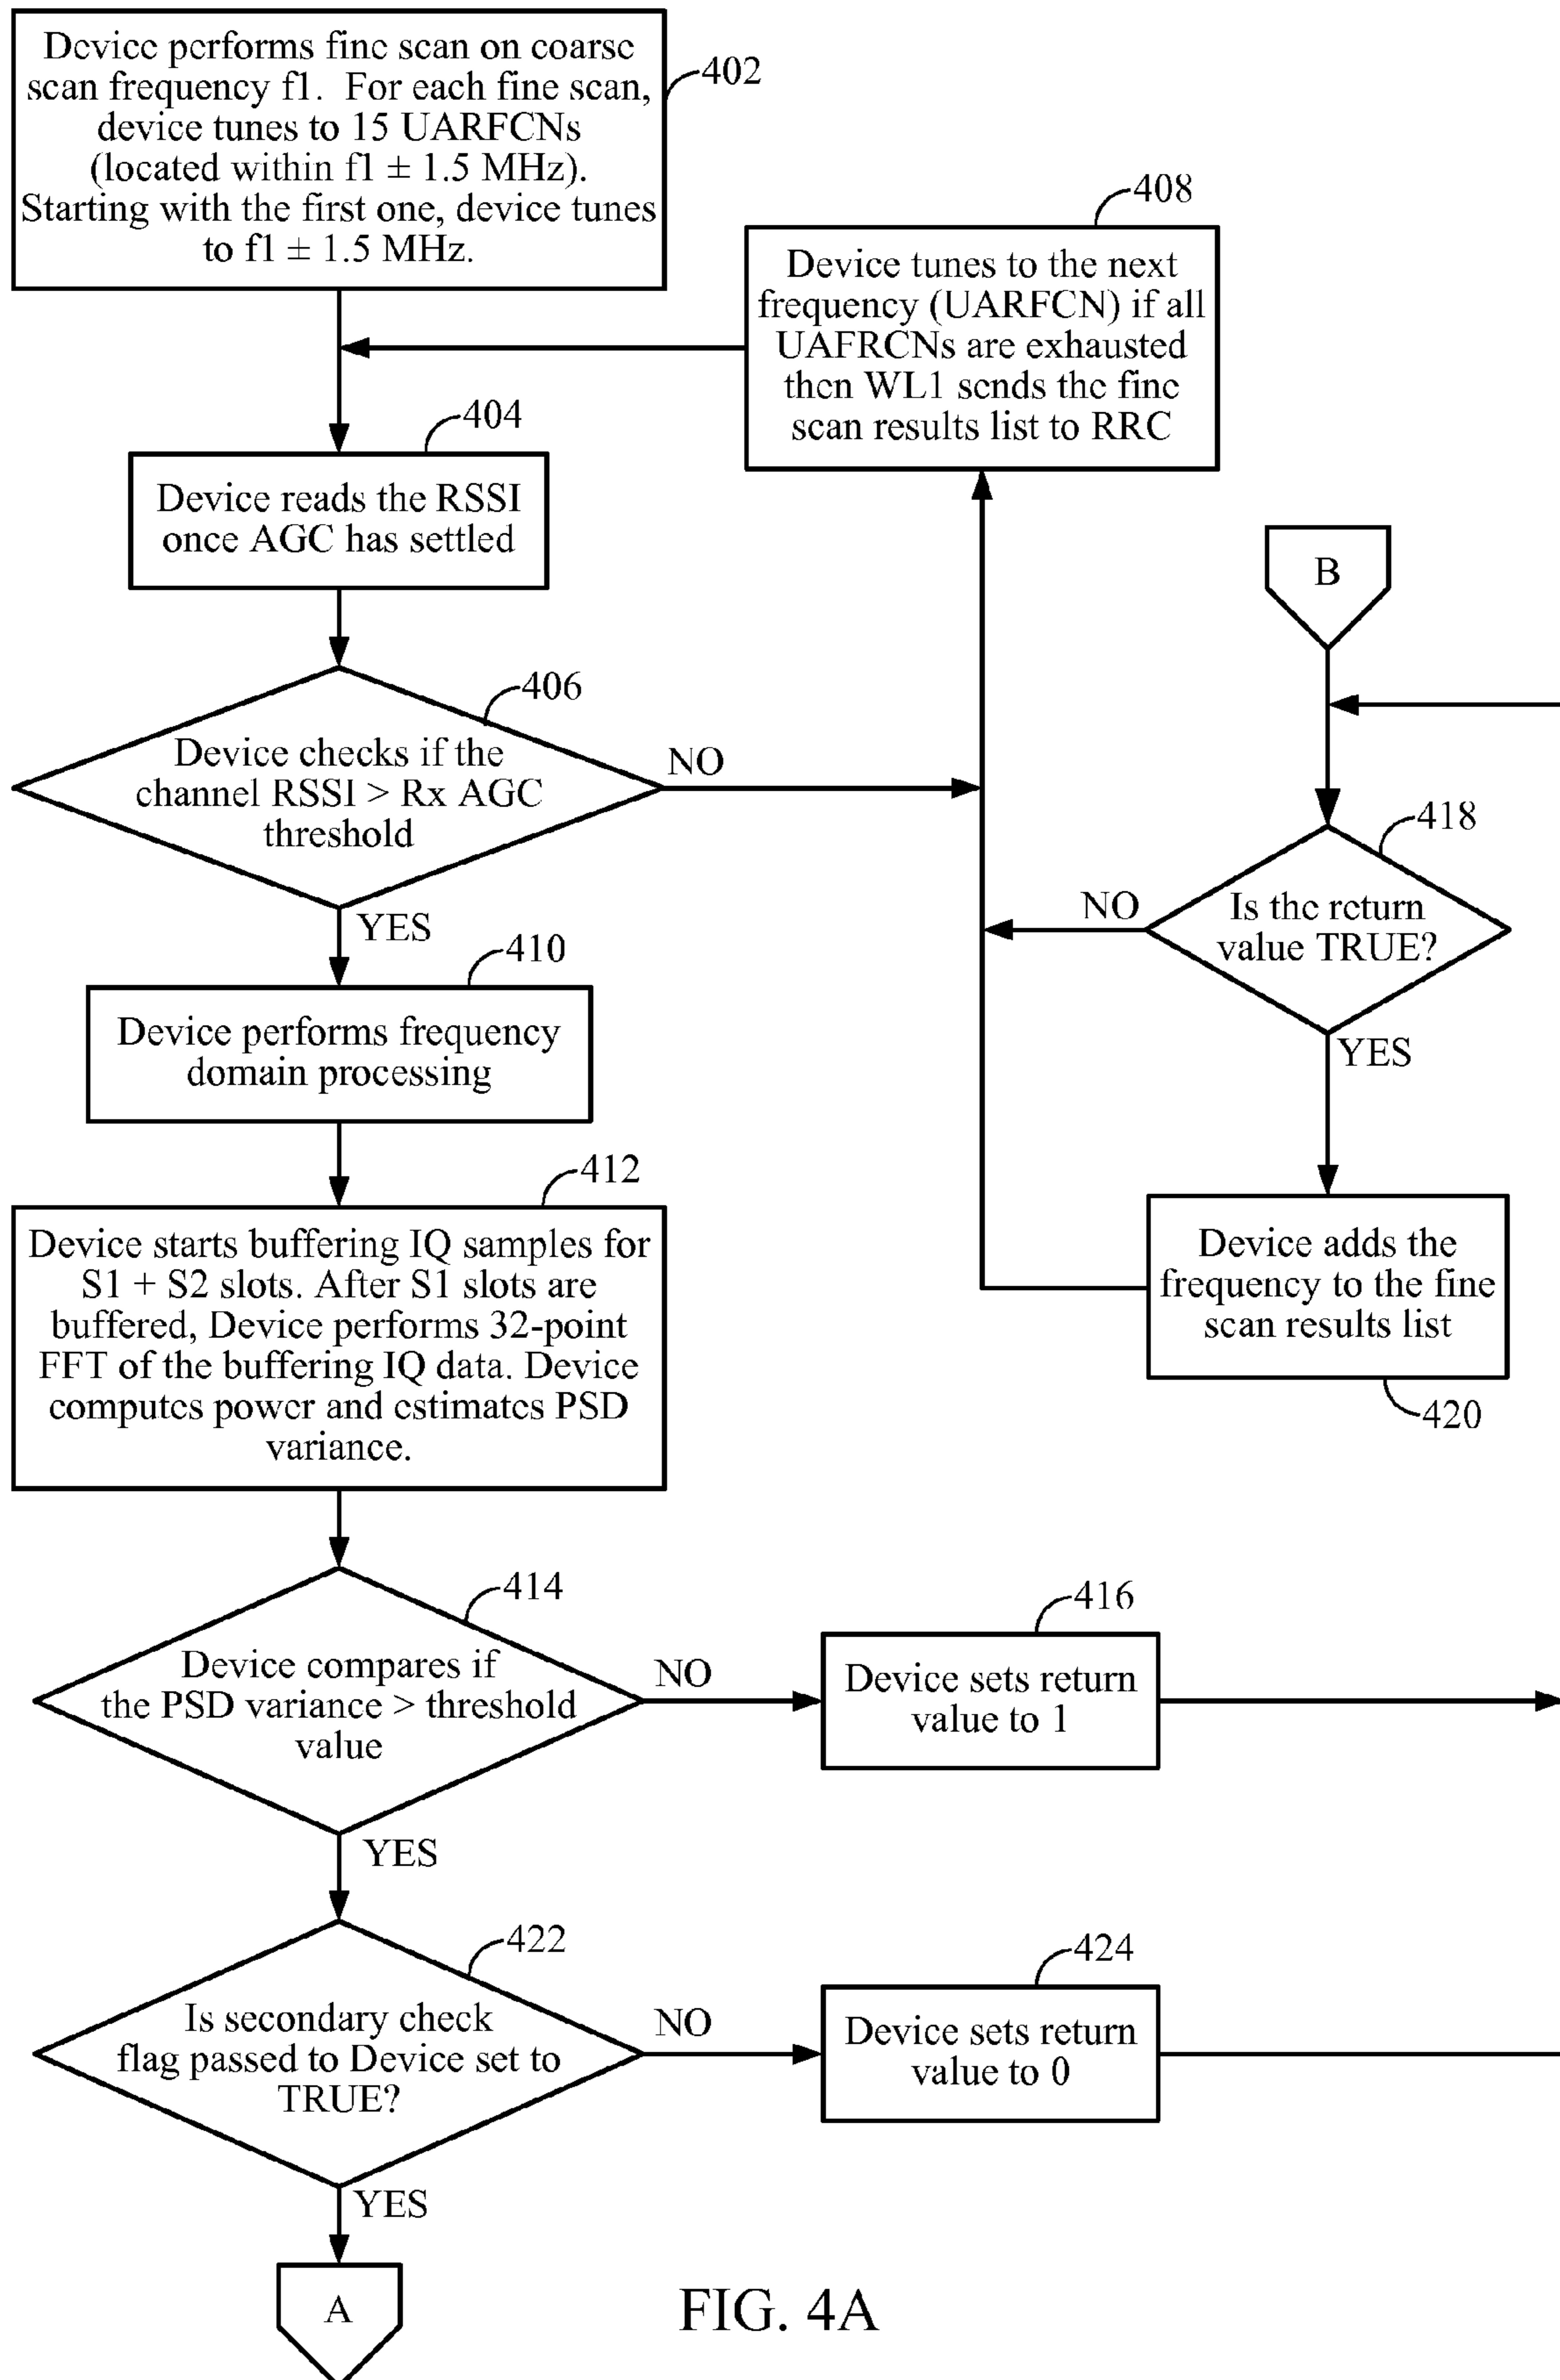 Device performs fine scan on coarse
scan frequency f1. For each fine scan,
device tunes to 15 UARFCNs
(located within f1 ± 1.5 MHz).
Starting with the first one, device tunes
to f1 ± 1.5 MHz.
402
408
Device tunes to the next
frequency (UARFCN) if all
UAFRCNs are exhausted
then WL1 sends the fine
scan results list to RRC
404
Device reads the RSSI
once AGC has settled
B
406
Device checks if the
channel RSSI > Rx AGC
threshold
NO
YES
418
Is the return
value TRUE?
NO
YES
410
Device performs frequency
domain processing
412
Device starts buffering IQ samples for
S1 + S2 slots. After S1 slots are
buffered, Device performs 32-point
FFT of the buffering IQ data. Device
computes power and estimates PSD
variance.
Device adds the
frequency to the fine
scan results list
420
414
Device compares if
the PSD variance > threshold
value
NO
YES
416
Device sets return
value to 1
422
Is secondary check
flag passed to Device set to
TRUE?
NO
YES
424
Device sets return
value to 0
A
FIG. 4A